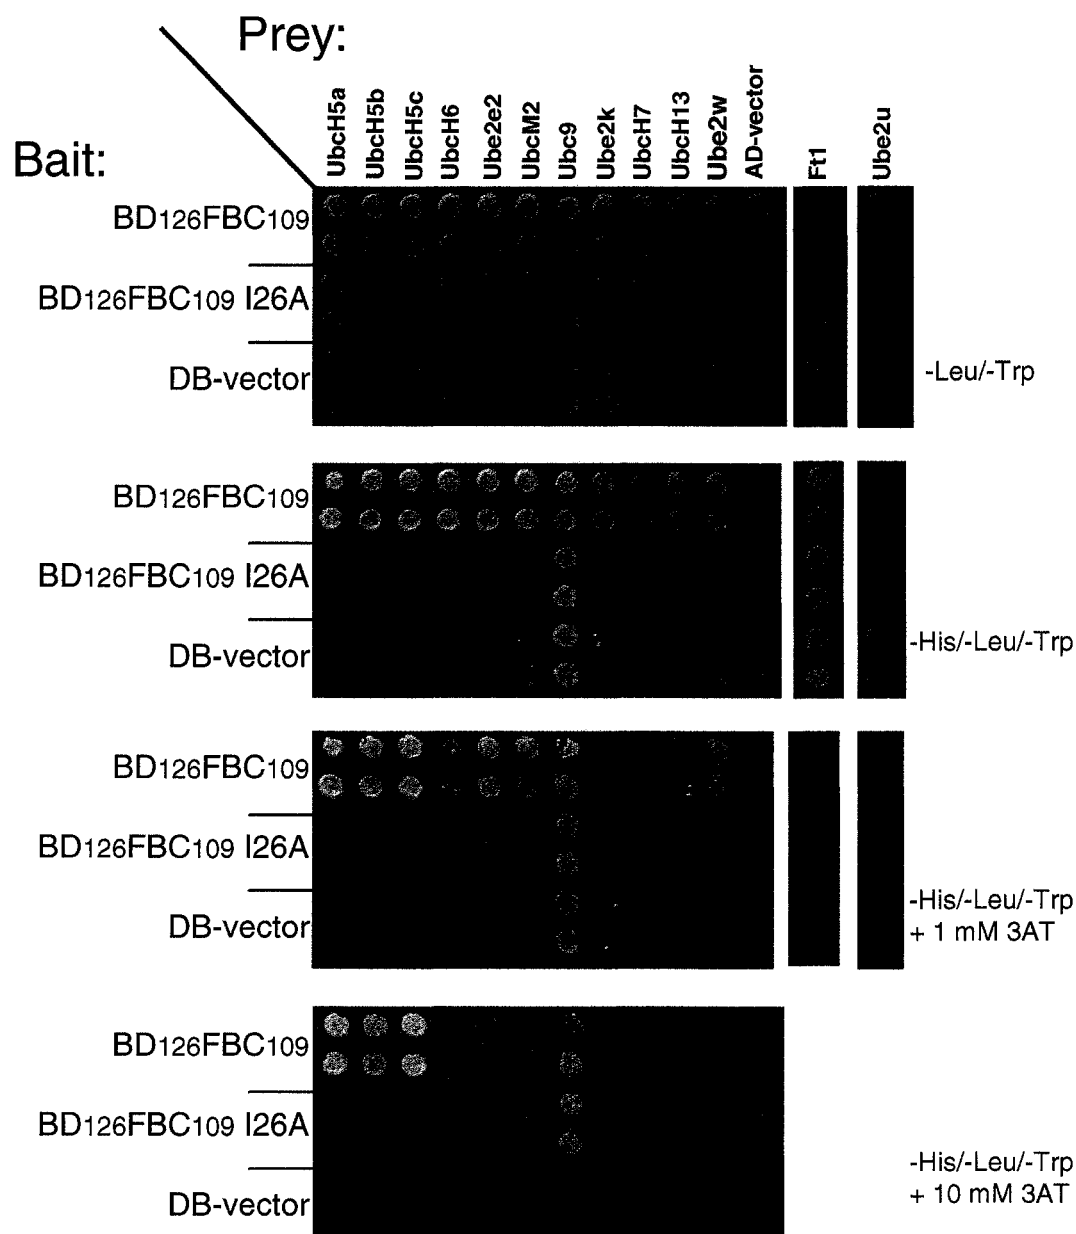 Prey:
Bait:
UbcH5a
UbcH5b
UbcH5c
UbcH6
Ube2e2
UbcM2
Ubc9
Ube2k
UbcH7
UbcH13
Ube2w
AD-vector
Ft1
Ube2u
BD126FBC109
BD126FBC109 I26A
DB-vector
-Leu/-Trp
BD126FBC109
BD126FBC109 I26A
DB-vector
-His/-Leu/-Trp
BD126FBC109
BD126FBC109 I26A
DB-vector
-His/-Leu/-Trp
+ 1 mM 3AT
BD126FBC109
BD126FBC109 I26A
DB-vector
-His/-Leu/-Trp
+ 10 mM 3AT